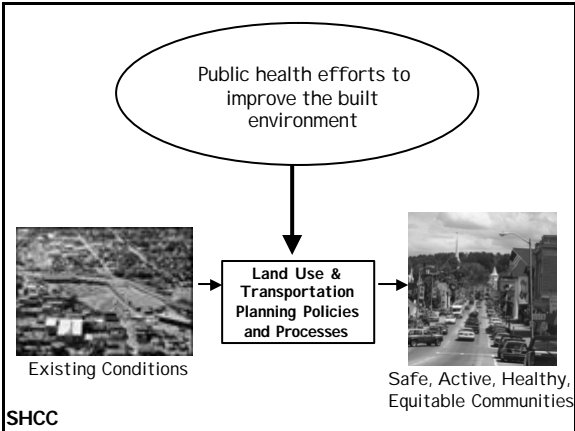 Public health efforts to
improve the built
environment
Land Use &
Transportation
Planning Policies
and Processes
Existing Conditions
Safe, Active, Healthy,
Equitable Communities
SHCC